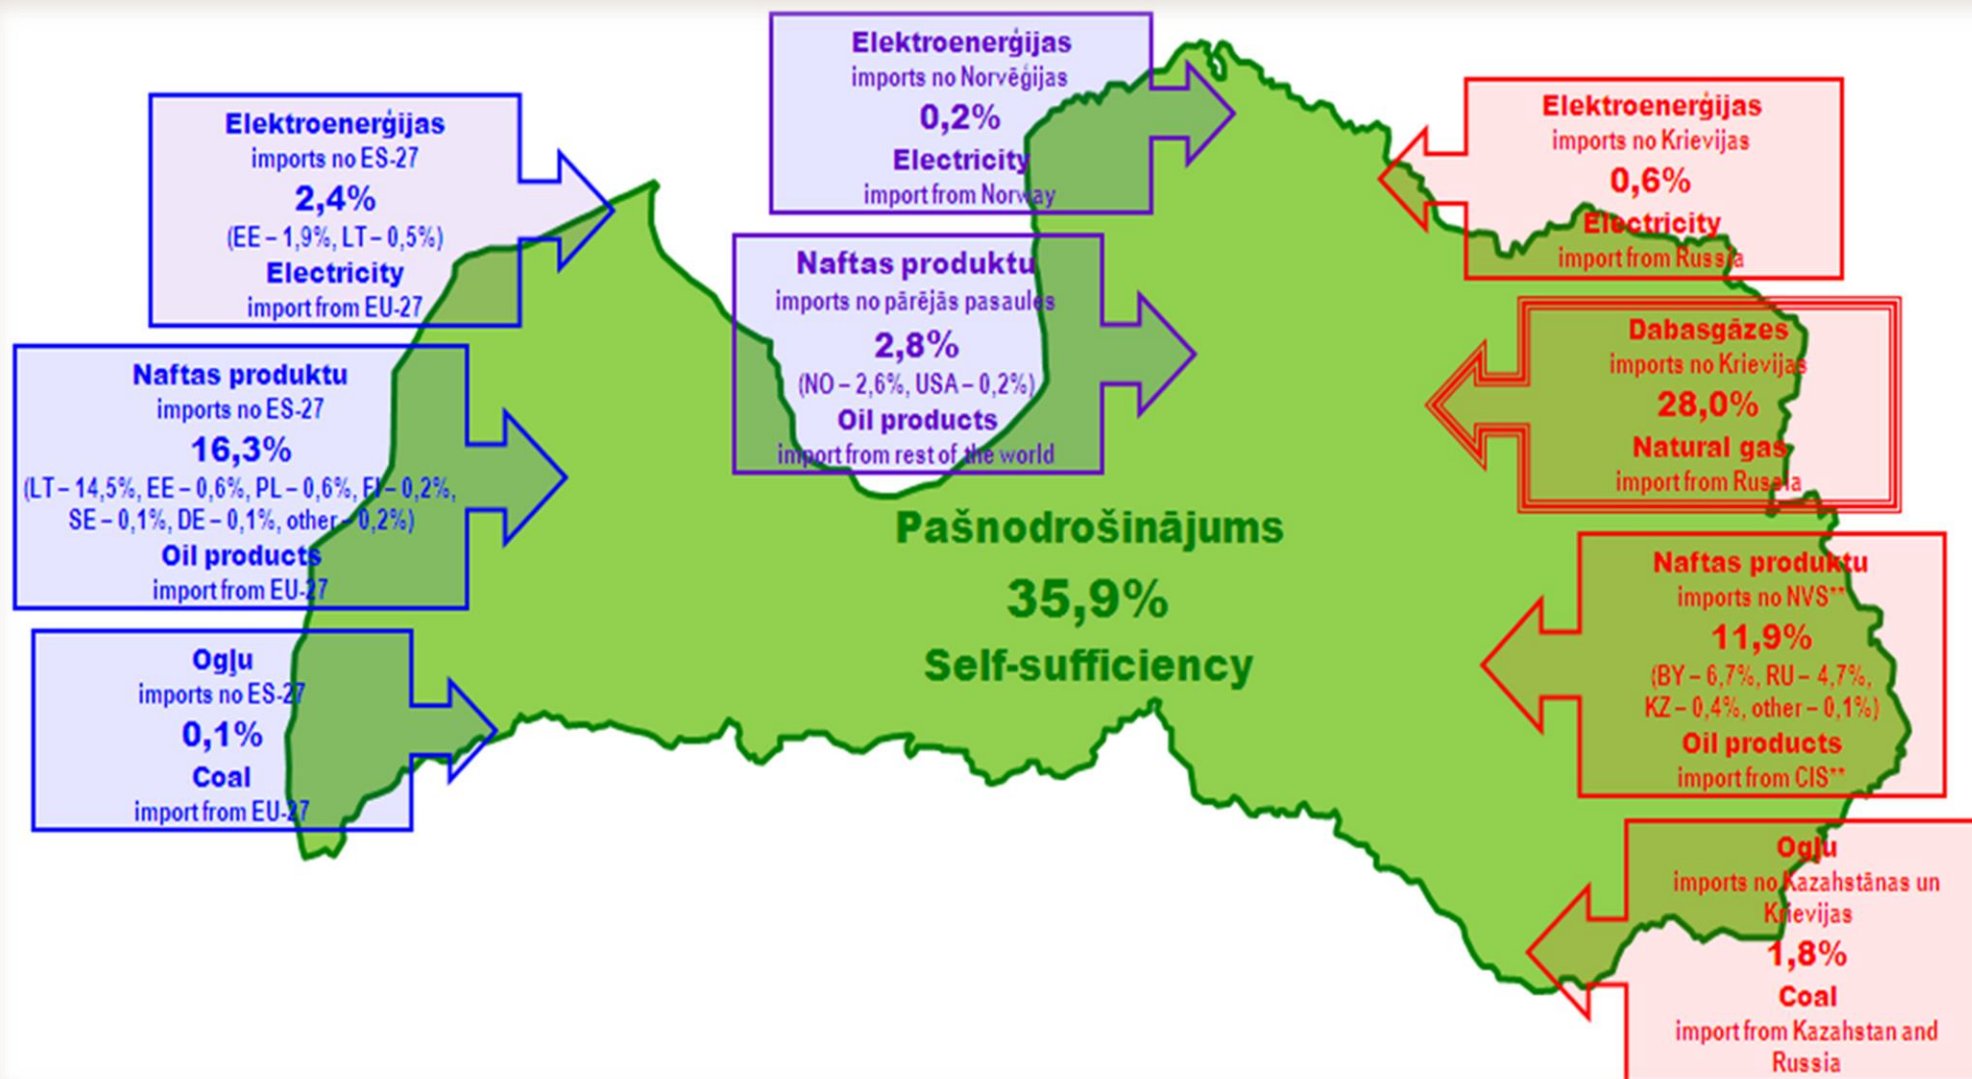 Elektroenerģijas
imports no ES-27
2,4%
(EE – 1,9%, LT – 0,5%)
Electricity
import from EU-27
Naftas produktu
imports no ES-27
16,3%
(LT – 14,5%, EE – 0,6%, PL – 0,6%, FI – 0,2%,
SE – 0,1%, DE – 0,1%, other – 0,2%)
Oil products
import from EU-27
Ogļu
imports no ES-27
0,1%
Coal
import from EU-27
Elektroenerģijas
imports no Norvēģijas
0,2%
Electricity
import from Norway
Naftas produktu
imports no pārējās pasaules
2,8%
(NO – 2,6%, USA – 0,2%)
Oil products
import from rest of the world
Pašnodrošinājums
35,9%
Self-sufficiency
Elektroenerģijas
imports no Krievijas
0,6%
Electricity
import from Russia
Dabasgāzes
imports no Krievijas
28,0%
Natural gas
import from Russia
Naftas produktu
imports no NVS**
11,9%
(BY – 6,7%, RU – 4,7%,
KZ – 0,4%, other – 0,1%)
Oil products
import from CIS**
Ogļu
imports no Kazahstānas un
Krievijas
1,8%
Coal
import from Kazahstan and
Russia